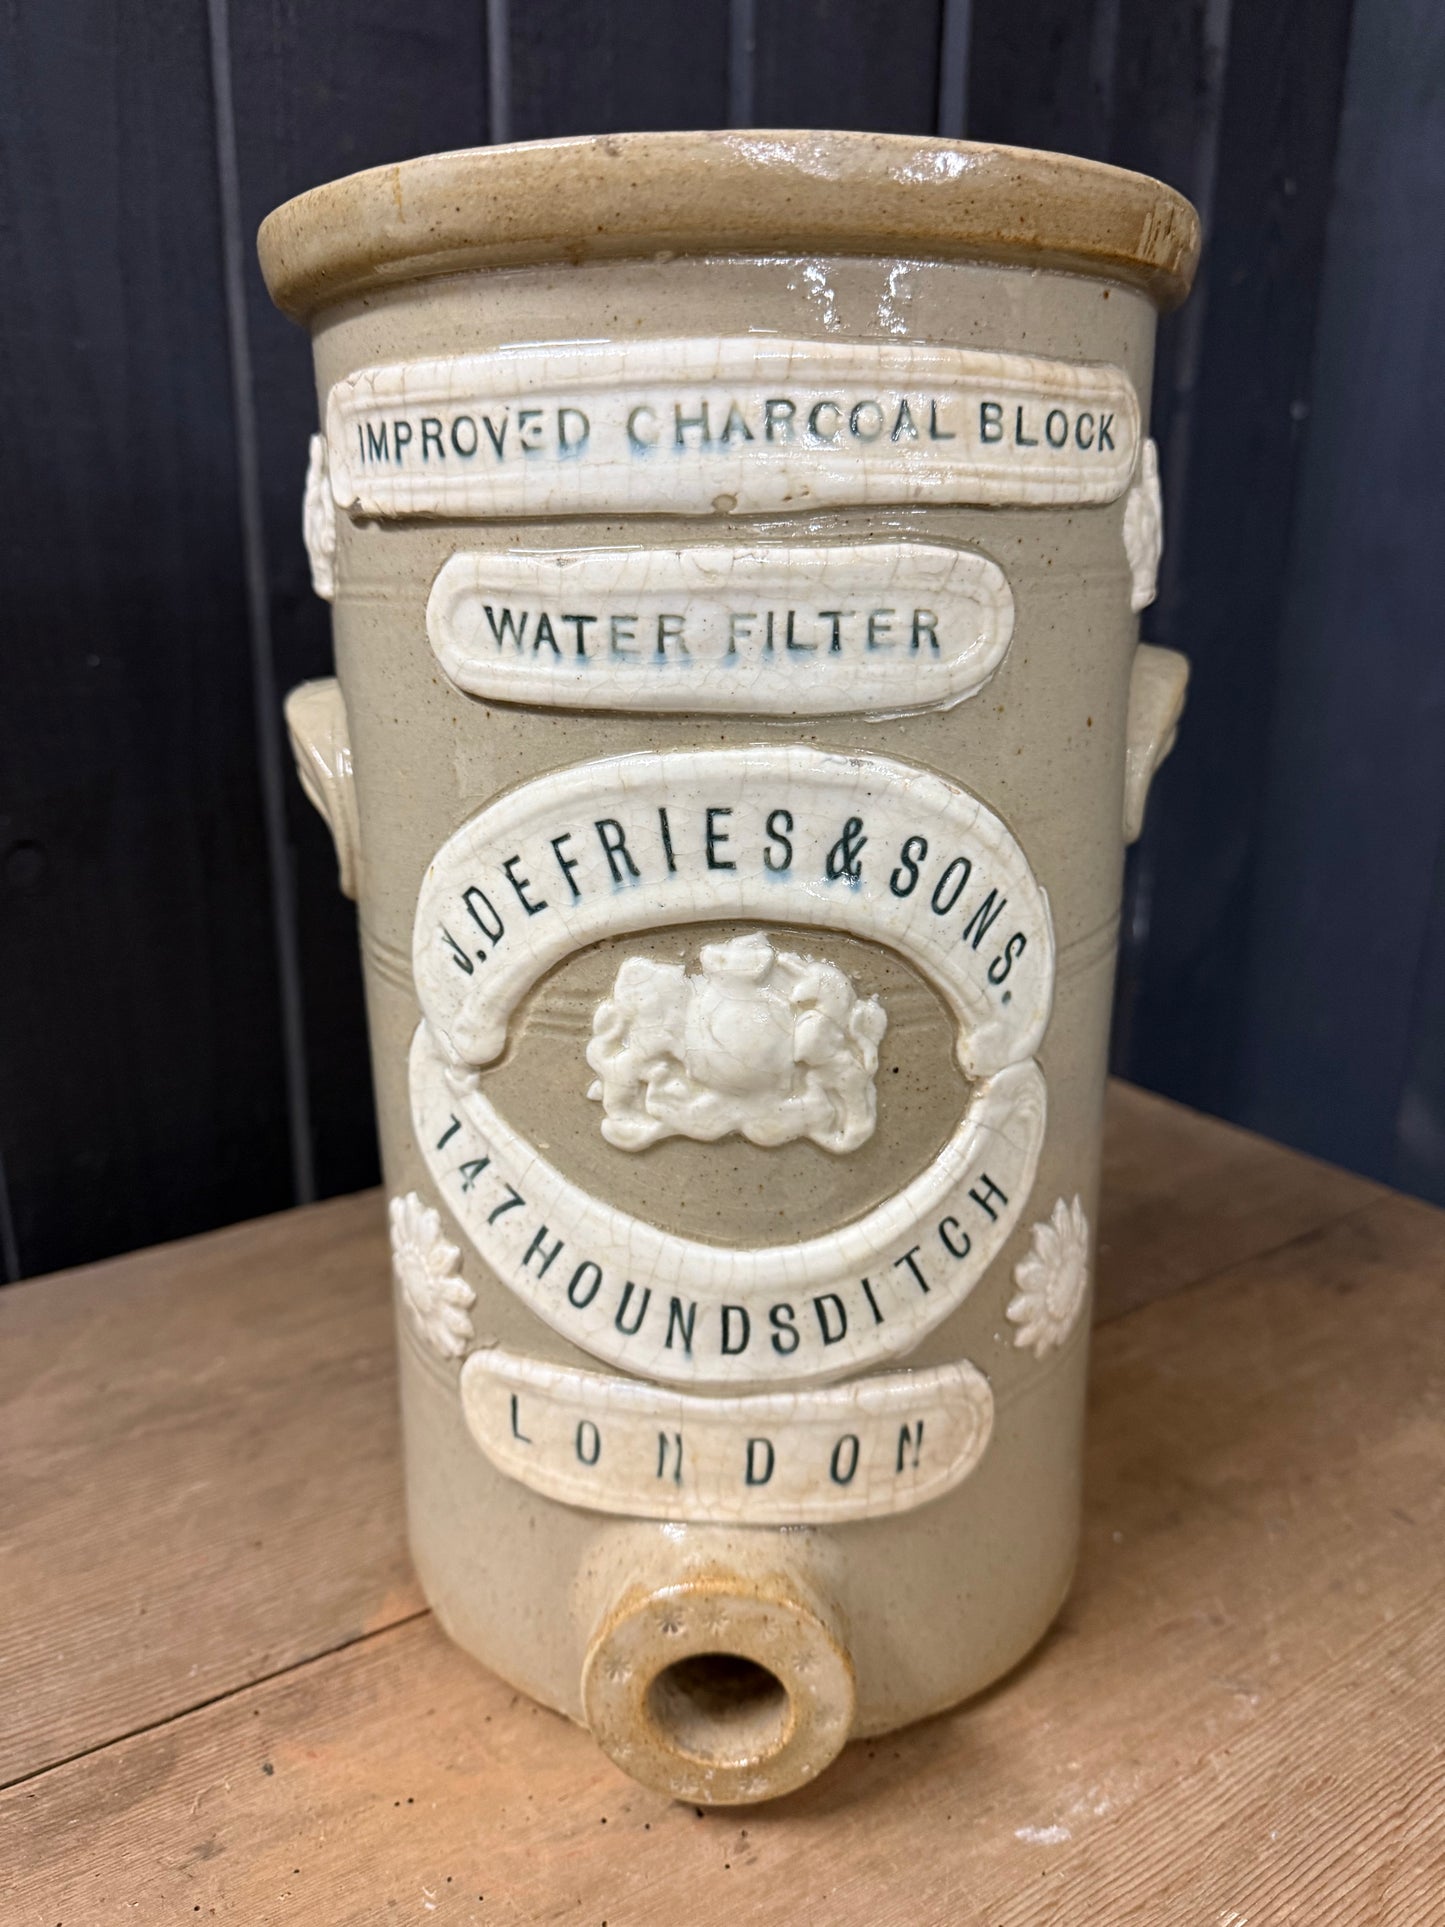 IMPROVED CHARCOAL BLOCK
WATER FILTER
J. DEFRIES & SONS.
147 HOUNDSDITCH
LONDON